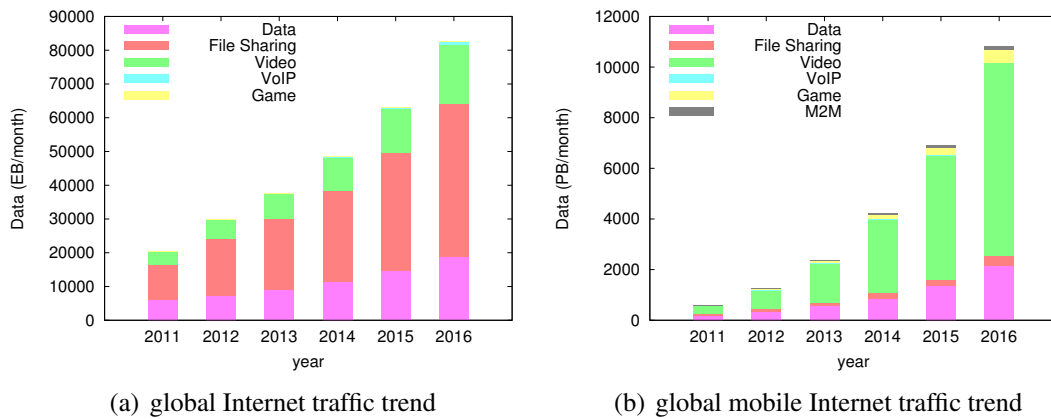 90000
80000
70000
60000
50000
40000
30000
20000
10000
0
Data (EB/month)
Data
File Sharing
Video
VoIP
Game
2011 2012 2013 2014 2015 2016
year
(a) global Internet traffic trend
12000
10000
8000
6000
4000
2000
0
Data (PB/month)
Data
File Sharing
Video
VoIP
Game
M2M
2011 2012 2013 2014 2015 2016
year
(b) global mobile Internet traffic trend